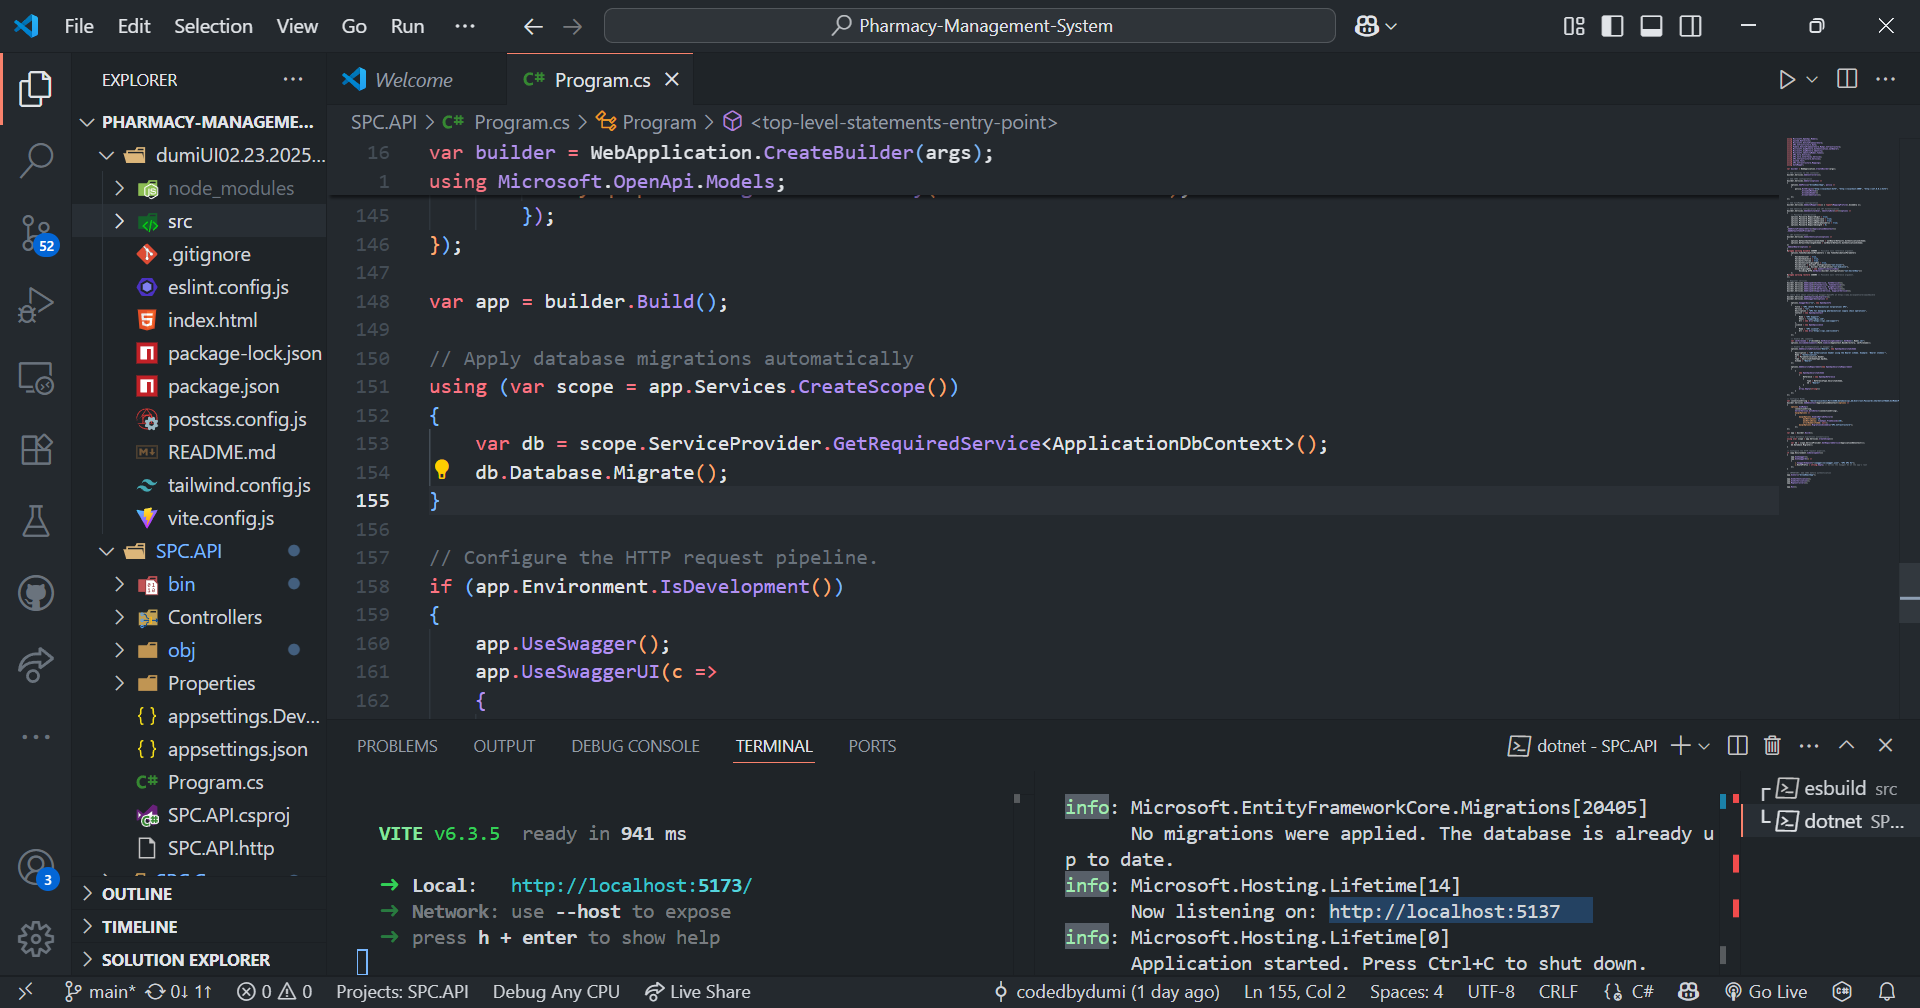 File Edit Selection View Go Run ···
Pharmacy-Management-System
EXPLORER
PHARMACY-MANAGEME...
dumiUI02.23.2025...
node_modules
src
.gitignore
eslint.config.js
index.html
package-lock.json
package.json
postcss.config.js
README.md
tailwind.config.js
vite.config.js
SPC.API
bin
Controllers
obj
Properties
appsettings.Dev...
appsettings.json
Program.cs
SPC.API.csproj
SPC.API.http
OUTLINE
TIMELINE
SOLUTION EXPLORER
52
3
Welcome
C# Program.cs
SPC.API > C# Program.cs > Program > <top-level-statements-entry-point>
16 var builder = WebApplication.CreateBuilder(args);
1 using Microsoft.OpenApi.Models;
145 });
146 });
147
148 var app = builder.Build();
149
150 // Apply database migrations automatically
151 using (var scope = app.Services.CreateScope())
152 {
153 var db = scope.ServiceProvider.GetRequiredService<ApplicationDbContext>();
154 db.Database.Migrate();
155 }
156
157 // Configure the HTTP request pipeline.
158 if (app.Environment.IsDevelopment())
159 {
160 app.UseSwagger();
161 app.UseSwaggerUI(c =>
162 {
PROBLEMS OUTPUT DEBUG CONSOLE TERMINAL PORTS
dotnet - SPC.API
VITE v6.3.5 ready in 941 ms
➜ Local: http://localhost:5173/
➜ Network: use --host to expose
➜ press h + enter to show help
info: Microsoft.EntityFrameworkCore.Migrations[20405]
No migrations were applied. The database is already u
p to date.
info: Microsoft.Hosting.Lifetime[14]
Now listening on: http://localhost:5137
info: Microsoft.Hosting.Lifetime[0]
Application started. Press Ctrl+C to shut down.
esbuild src
dotnet SP...
main* 0↓ 1↑ 0 0 Projects: SPC.API Debug Any CPU Live Share codedbydumi (1 day ago) Ln 155, Col 2 Spaces: 4 UTF-8 CRLF {} C# Go Live